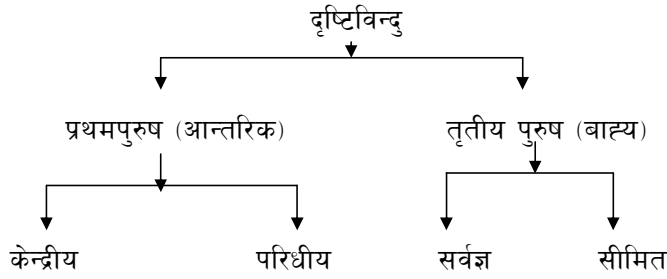 दृष्टिविन्दु
प्रथमपुरुष (आन्तरिक) तृतीय पुरुष (बाह्य)
केन्द्रीय परिधीय सर्वज्ञ सीमित